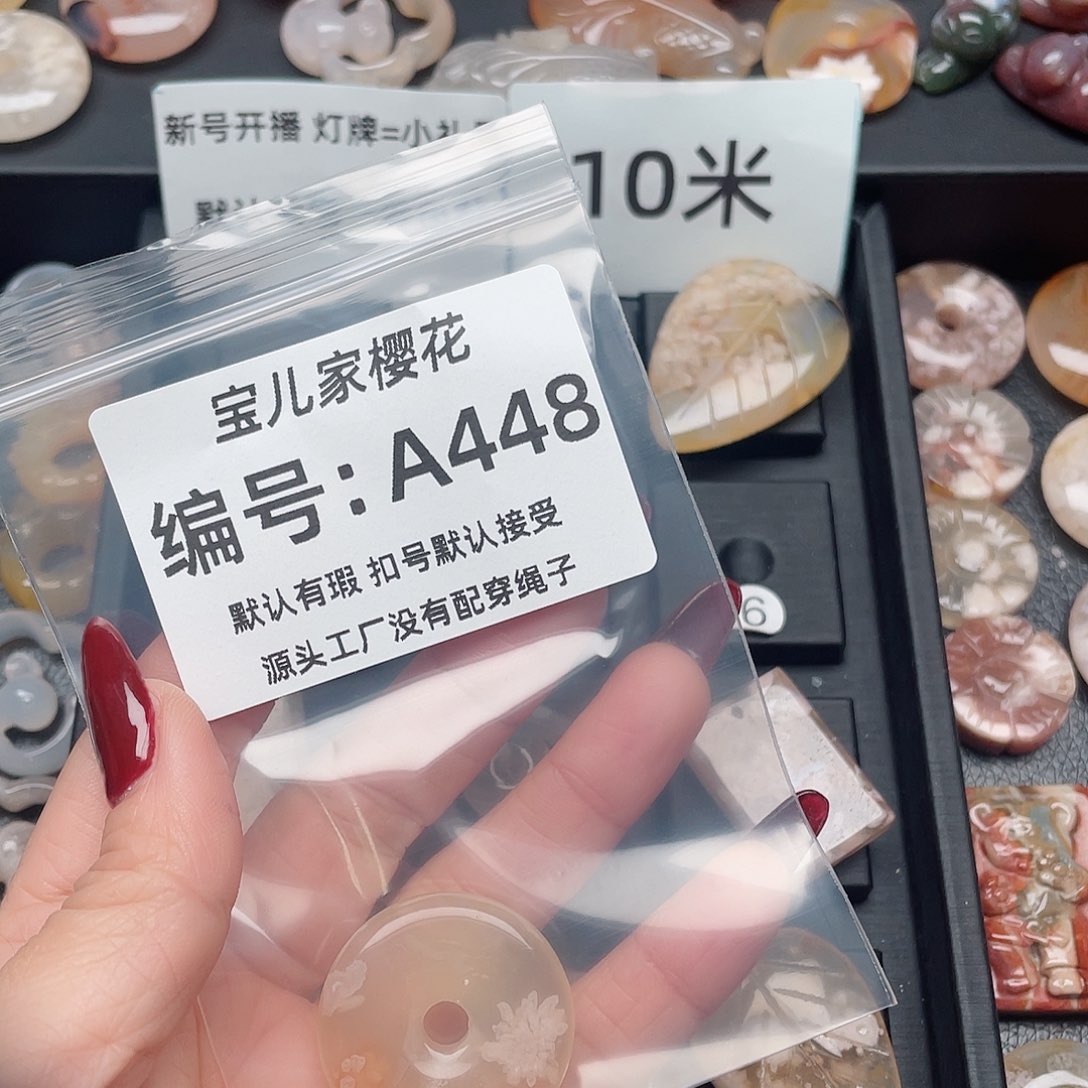 新号开播 灯牌=小礼
默认
10米
宝儿家樱花
编号：A448
默认有瑕 扣号默认接受
源头工厂没有配穿绳子
6